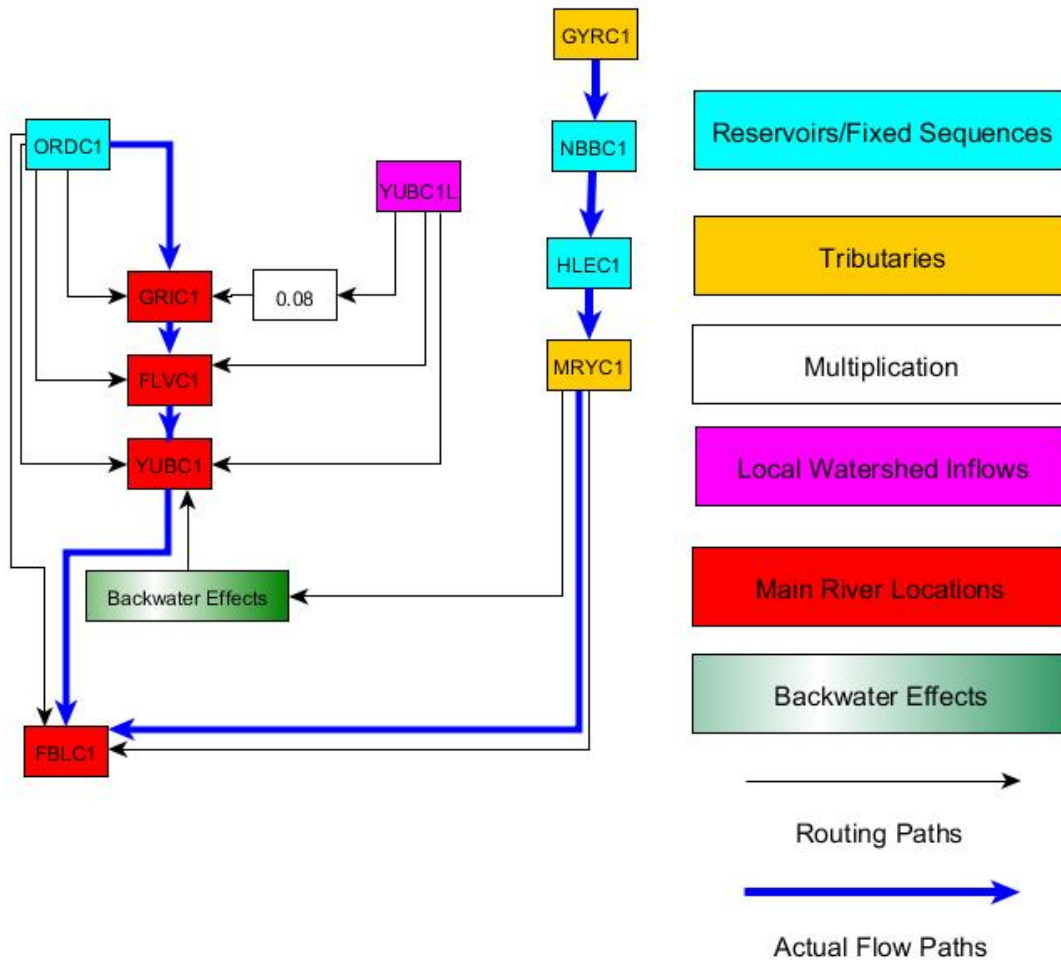 GYRC1
ORDC1
NBBC1
YUBC1L
HLEC1
GRIC1
0.08
MRYC1
FLVC1
YUBC1
Backwater Effects
FBLC1
Reservoirs/Fixed Sequences
Tributaries
Multiplication
Local Watershed Inflows
Main River Locations
Backwater Effects
Routing Paths
Actual Flow Paths